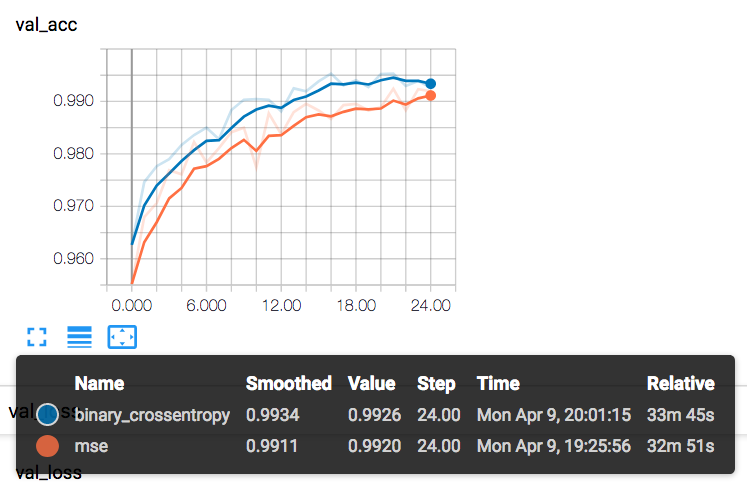 val_acc
0.990
0.980
0.970
0.960
0.000 6.000 12.00 18.00 24.00
Name Smoothed Value Step Time Relative
val_loss
binary_crossentropy 0.9934 0.9926 24.00 Mon Apr 9, 20:01:15 33m 45s
mse 0.9911 0.9920 24.00 Mon Apr 9, 19:25:56 32m 51s
val_loss